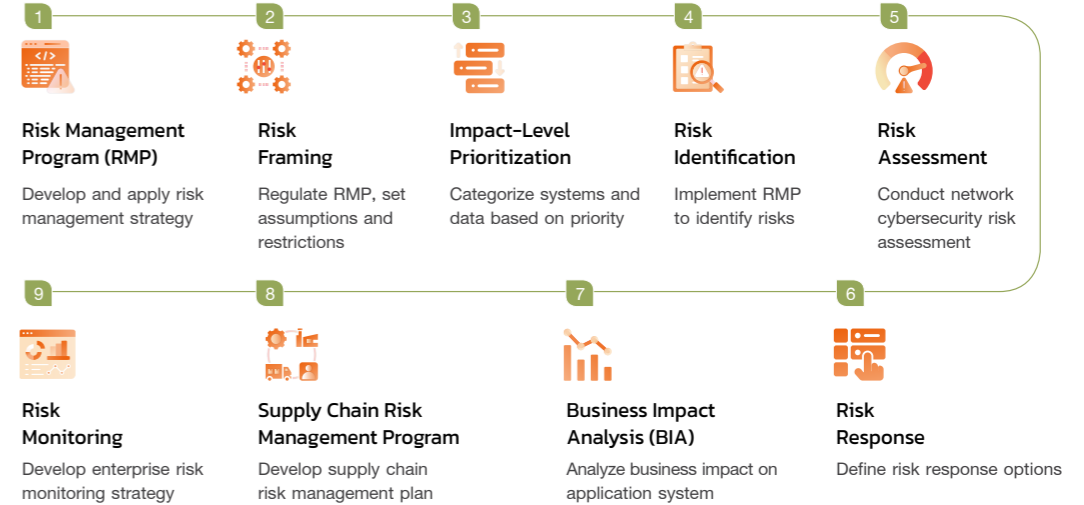 1
Risk Management
Program (RMP)
Develop and apply risk
management strategy
2
Risk
Framing
Regulate RMP, set
assumptions and
restrictions
3
Impact-Level
Prioritization
Categorize systems and
data based on priority
4
Risk
Identification
Implement RMP
to identify risks
5
Risk
Assessment
Conduct network
cybersecurity risk
assessment
6
Risk
Response
Define risk response options
7
Business Impact
Analysis (BIA)
Analyze business impact on
application system
8
Supply Chain Risk
Management Program
Develop supply chain
risk management plan
9
Risk
Monitoring
Develop enterprise risk
monitoring strategy